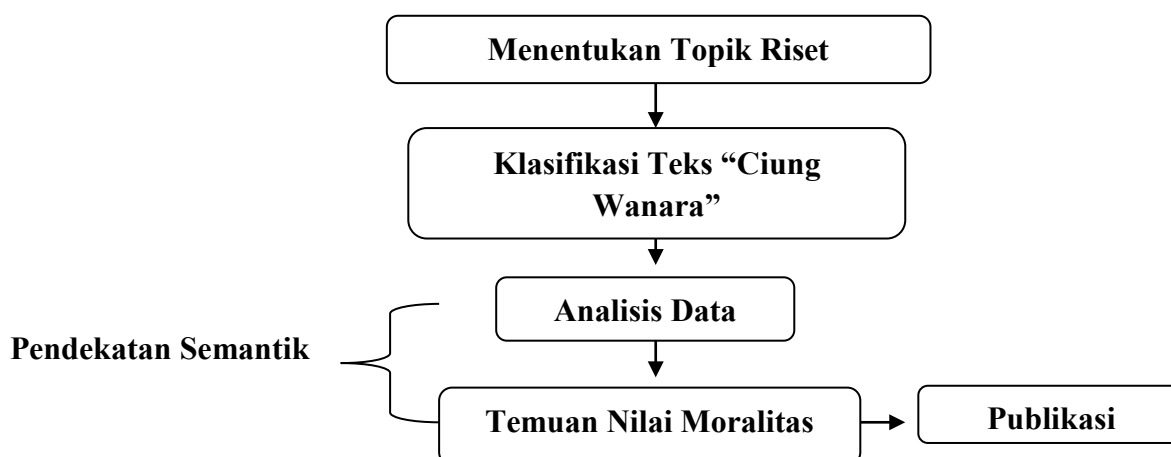 Menentukan Topik Riset
Klasifikasi Teks “Ciung
Wanara”
Analisis Data
Pendekatan Semantik
Temuan Nilai Moralitas
Publikasi